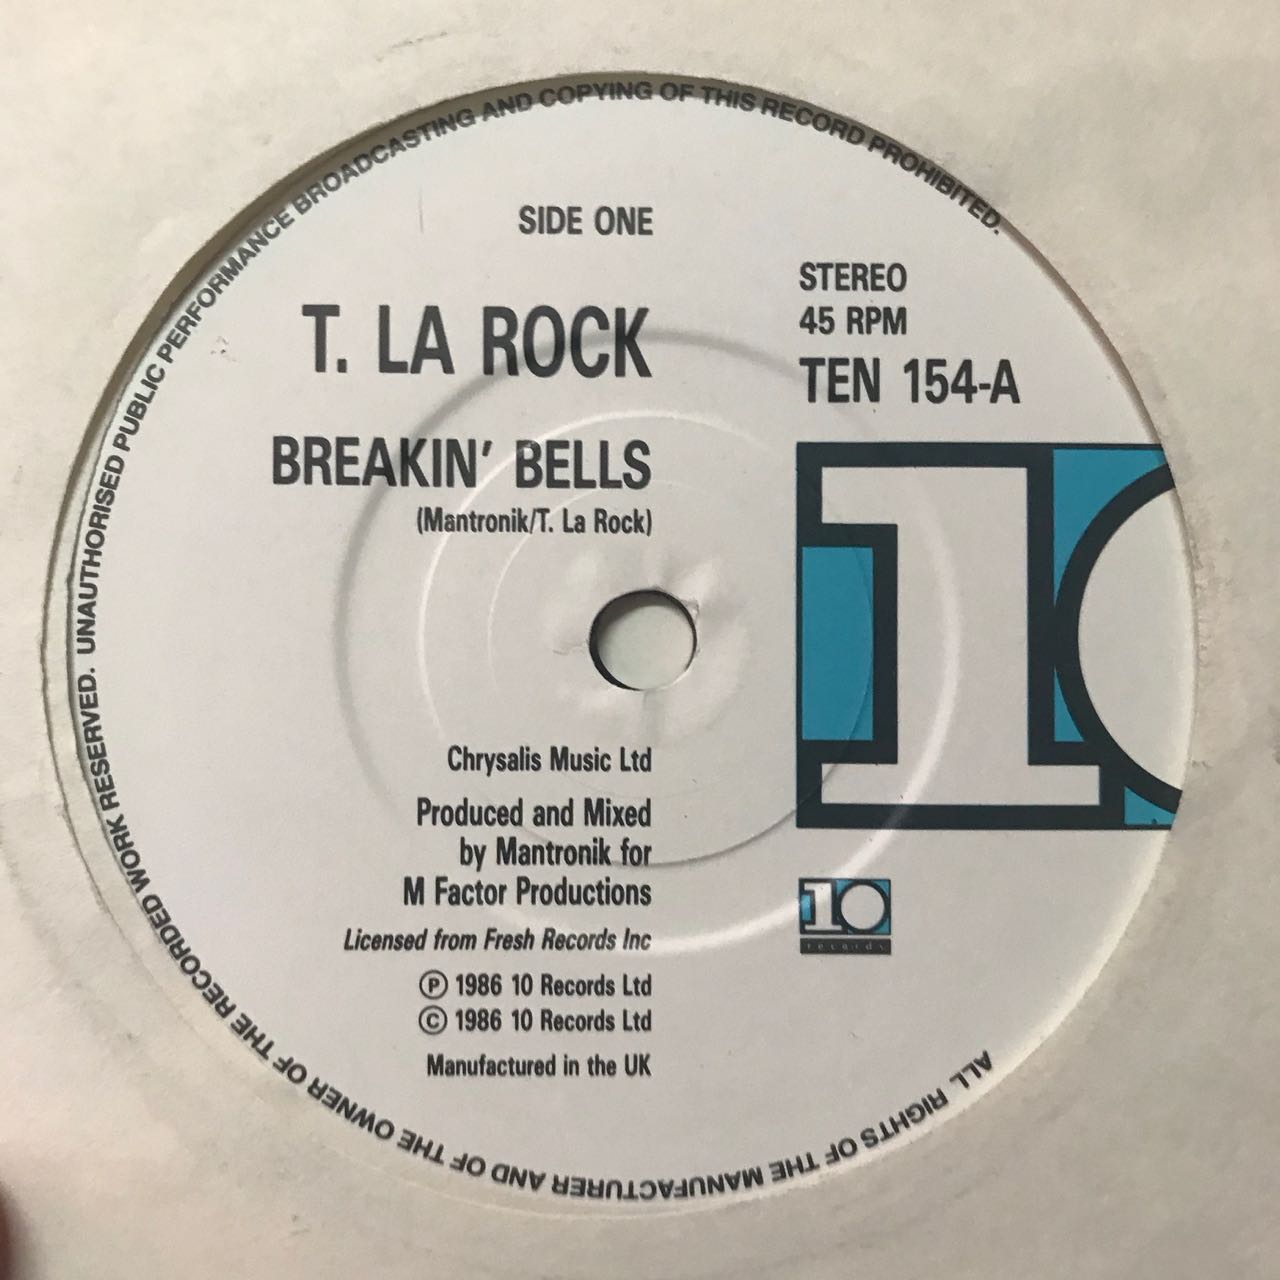 SIDE ONE
T. LA ROCK
BREAKIN' BELLS
(Mantronik/T. La Rock)
STEREO
45 RPM
TEN 154-A
10
10
records
Chrysalis Music Ltd
Produced and Mixed
by Mantronik for
M Factor Productions
Licensed from Fresh Records Inc
Ⓟ 1986 10 Records Ltd
© 1986 10 Records Ltd
Manufactured in the UK
ALL RIGHTS OF THE MANUFACTURER AND OF THE OWNER OF THE RECORDED WORK RESERVED. UNAUTHORISED PUBLIC PERFORMANCE BROADCASTING AND COPYING OF THIS RECORD PROHIBITED.